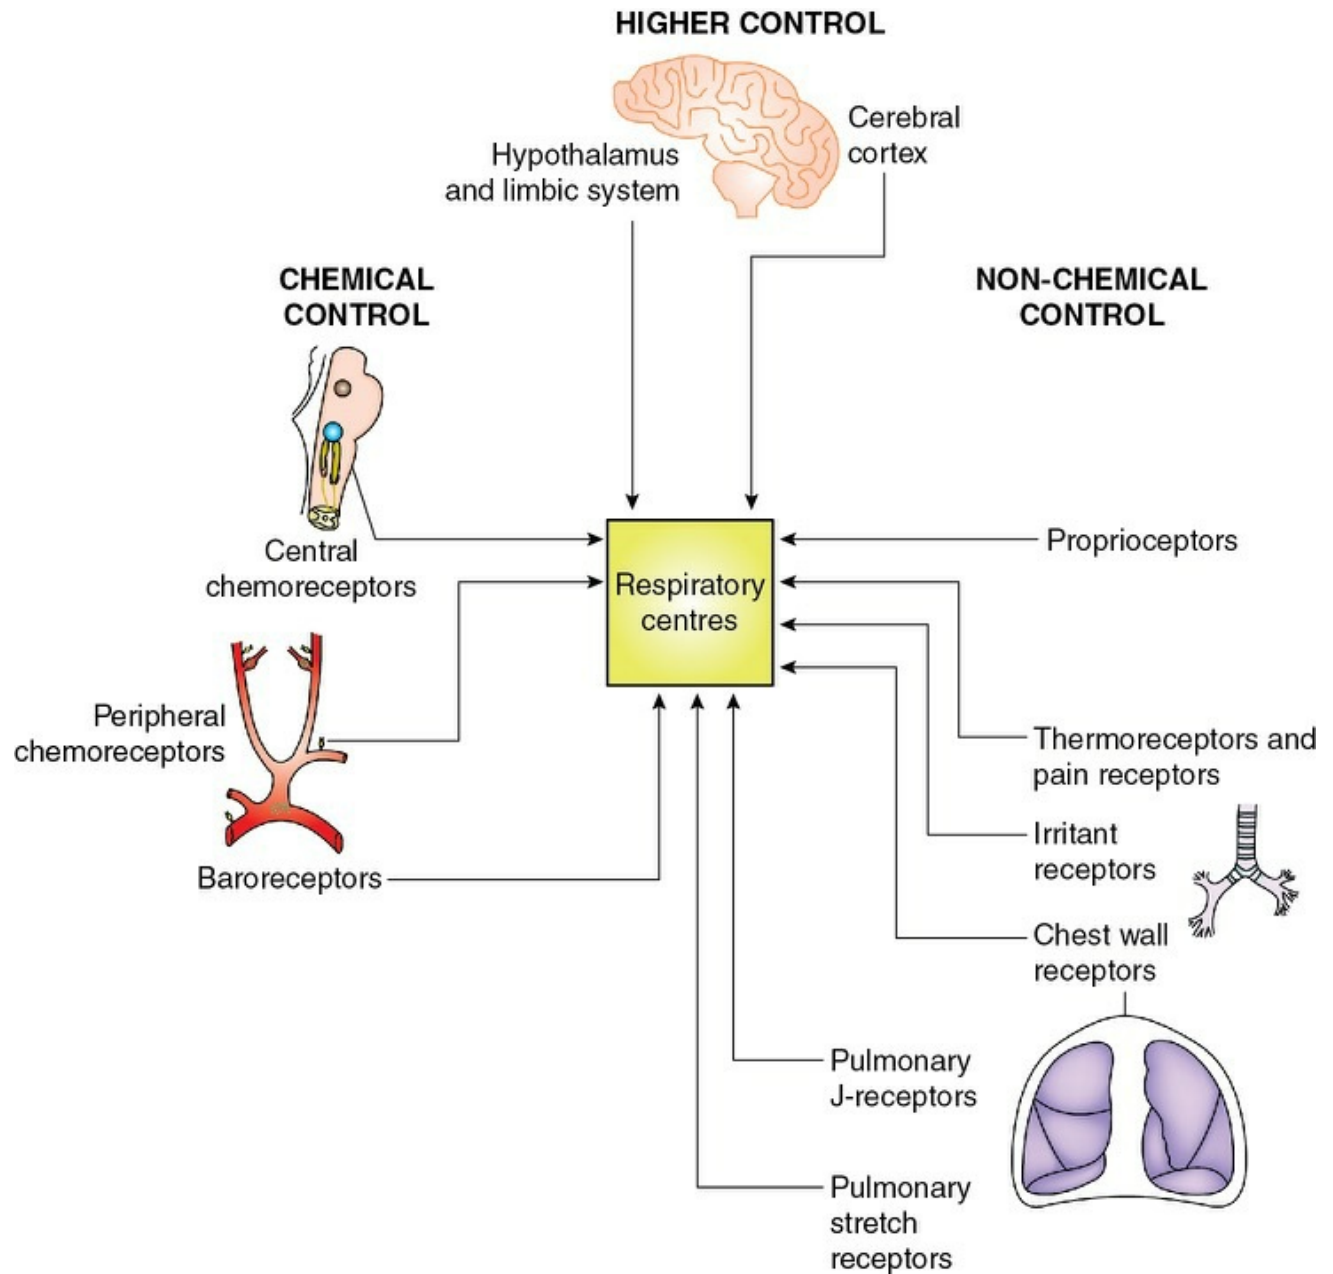 HIGHER CONTROL
Cerebral
cortex
Hypothalamus
and limbic system
CHEMICAL
CONTROL
NON-CHEMICAL
CONTROL
Central
chemoreceptors
Respiratory
centres
Proprioceptors
Peripheral
chemoreceptors
Thermoreceptors and
pain receptors
Irritant
receptors
Baroreceptors
Chest wall
receptors
Pulmonary
J-receptors
Pulmonary
stretch
receptors